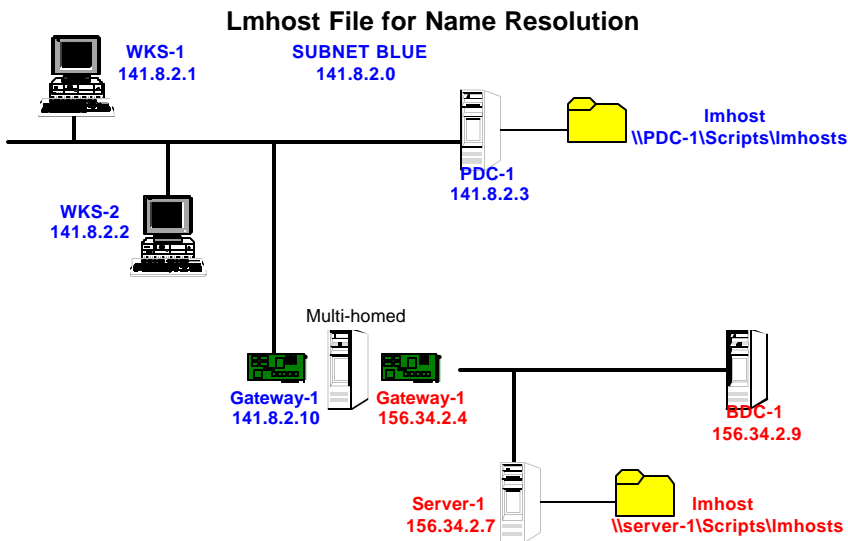 Lmhost File for Name Resolution
WKS-1
141.8.2.1
SUBNET BLUE
141.8.2.0
lmhost
\\PDC-1\Scripts\lmhosts
PDC-1
141.8.2.3
WKS-2
141.8.2.2
Multi-homed
Gateway-1
141.8.2.10
Gateway-1
156.34.2.4
BDC-1
156.34.2.9
Server-1
156.34.2.7
lmhost
\\server-1\Scripts\lmhosts